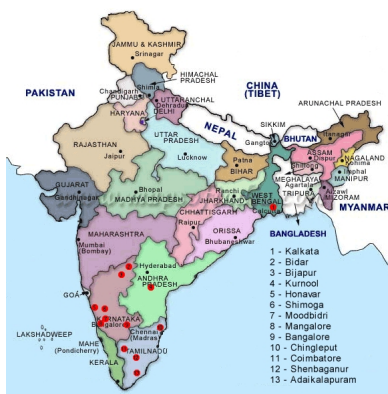 JAMMU & KASHMIR
Srinagar
HIMACHAL
PRADESH
Shimla
Chandigarh
PUNJAB
PAKISTAN
CHINA
(TIBET)
UTTARANCHAL
Dehradun
HARYANA
DELHI
ARUNACHAL PRADESH
NEPAL
SIKKIM
Gangtok
BHUTAN
Itanagar
UTTAR
PRADESH
Lucknow
RAJASTHAN
Jaipur
ASSAM
Dispur
NAGALAND
Kohima
Shillong
MEGHALAYA
Imphal
MANIPUR
Patna
BIHAR
Agartala
TRIPURA
Aizwl
MIZORAM
GUJARAT
Gandhinagar
Bhopal
MADHYA PRADESH
Ranchi
JHARKHAND
WEST
BENGAL
Calcutta
MYANMAR
CHHATTISGARH
Raipur
ORISSA
Bhubaneshwar
BANGLADESH
MAHARASHTRA
Mumbai
(Bombay)
Hyderabad
ANDHRA
PRADESH
GOA
KARNATAKA
Bangalore
Chennai
(Madras)
LAKSHADWEEP
MAHE
(Pondicherry)
TAMILNADU
KERALA
1 - Kalkata
2 - Bidar
3 - Bijapur
4 - Kurnool
5 - Honavar
6 - Shimoga
7 - Moodbidri
8 - Mangalore
9 - Bangalore
10 - Chingleput
11 - Coimbatore
12 - Shenbaganur
13 - Adaikalapuram